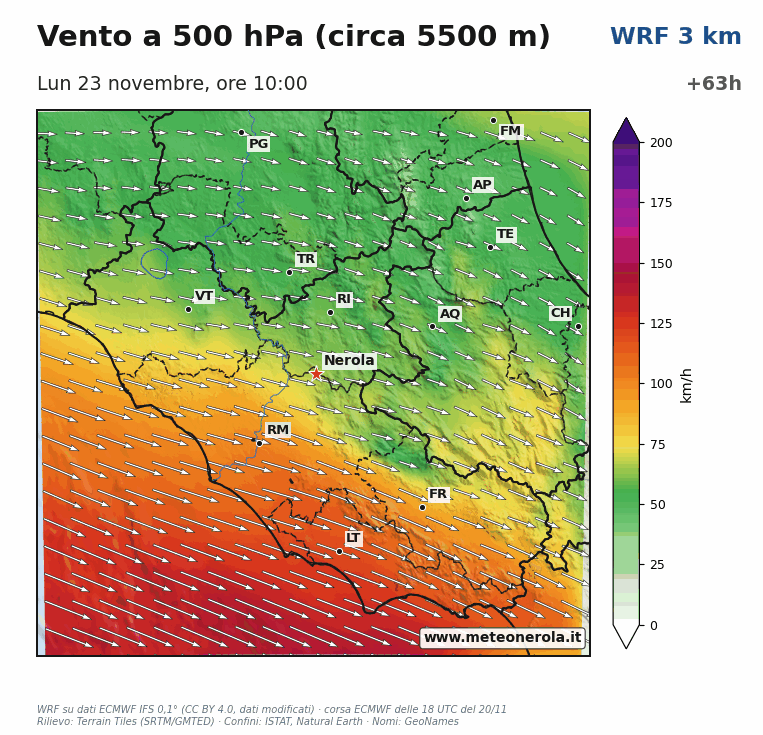 Vento a 500 hPa (circa 5500 m)
WRF 3 km
Lun 23 novembre, ore 10:00
+63h
FM
PG
AP
TE
TR
VT
RI
AQ
CH
Nerola
RM
FR
LT
www.meteonerola.it
200
175
150
125
100
75
50
25
0
km/h
WRF su dati ECMWF IFS 0,1° (CC BY 4.0, dati modificati) · corsa ECMWF delle 18 UTC del 20/11
Rilievo: Terrain Tiles (SRTM/GMTED) · Confini: ISTAT, Natural Earth · Nomi: GeoNames